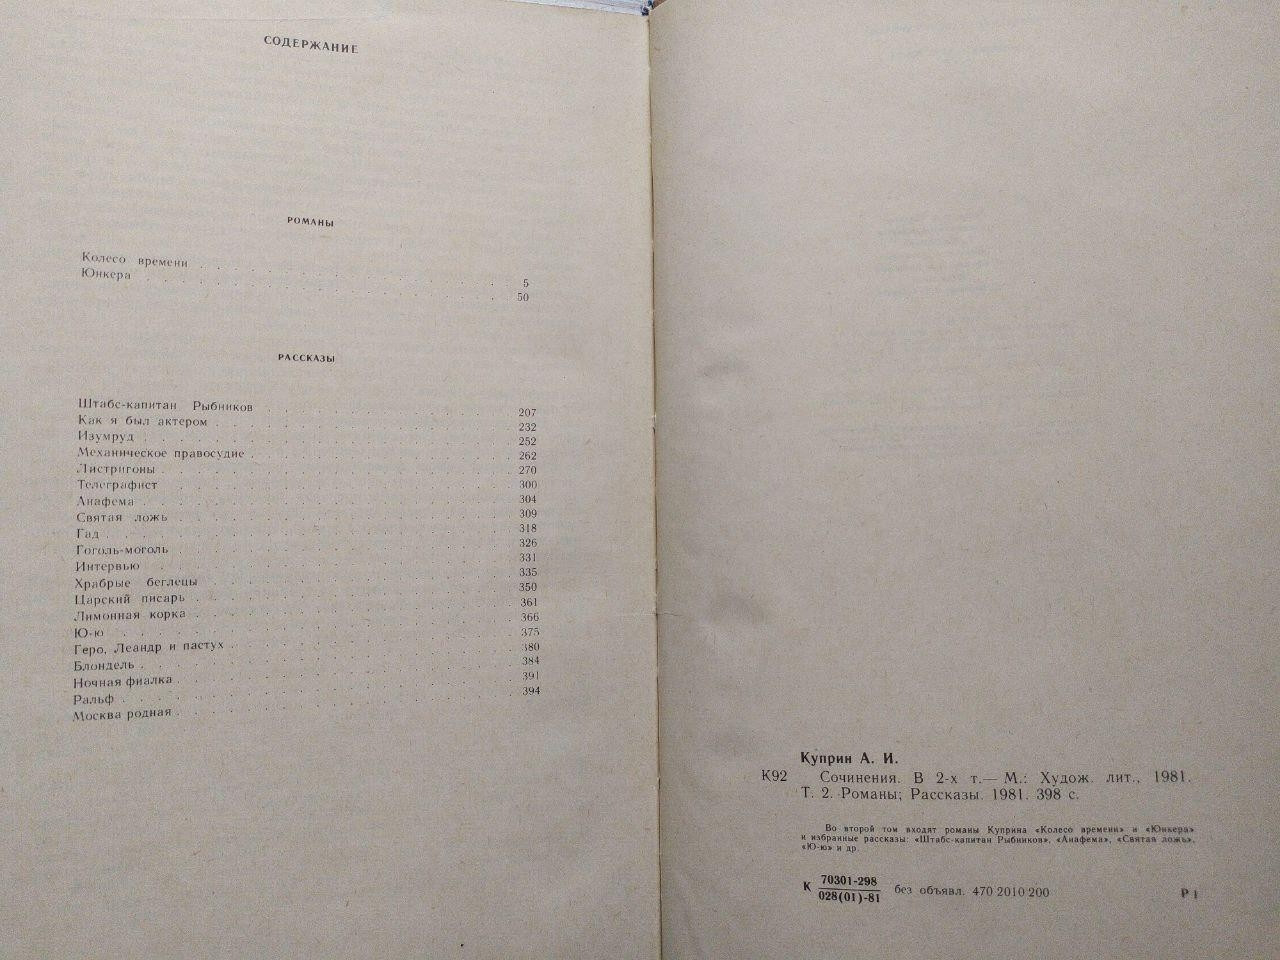 СОДЕРЖАНИЕ
РОМАНЫ
Колесо времени . . . . . . . . . . . . 5
Юнкера . . . . . . . . . . . . . . 50
РАССКАЗЫ
Штабс-капитан Рыбников . . . . . . . . . 207
Как я был актером . . . . . . . . . . . 232
Изумруд . . . . . . . . . . . . . . 252
Механическое правосудие . . . . . . . . . 262
Листригоны . . . . . . . . . . . . . 270
Телеграфист . . . . . . . . . . . . . 300
Анафема . . . . . . . . . . . . . . 304
Святая ложь . . . . . . . . . . . . . 309
Гад . . . . . . . . . . . . . . . . 318
Гоголь-моголь . . . . . . . . . . . . 326
Интервью . . . . . . . . . . . . . . 331
Храбрые беглецы . . . . . . . . . . . 335
Царский писарь . . . . . . . . . . . . 350
Лимонная корка . . . . . . . . . . . . 361
Ю-ю . . . . . . . . . . . . . . . 366
Геро, Леандр и пастух . . . . . . . . . . 375
Блондель . . . . . . . . . . . . . . 380
Ночная фиалка . . . . . . . . . . . . 384
Ральф . . . . . . . . . . . . . . . 391
Москва родная . . . . . . . . . . . . 394
Куприн А. И.
К92 Сочинения. В 2-х т.— М.: Худож. лит., 1981.
Т. 2. Романы; Рассказы. 1981. 398 с.
Во второй том входят романы Куприна «Колесо времени» и «Юнкера»
и избранные рассказы: «Штабс-капитан Рыбников», «Анафема», «Святая ложь»,
«Ю-ю» и др.
К 70301-298
028(01)-81 без объявл. 470 2010 200 Р 1